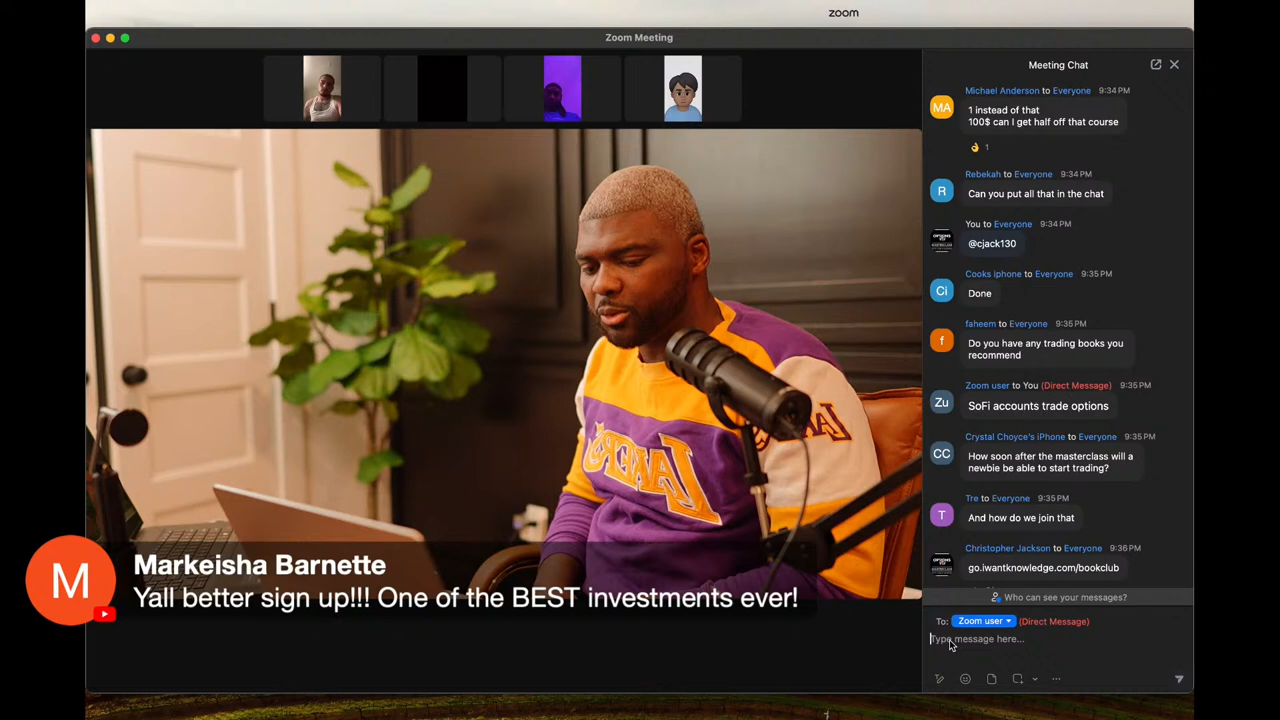 zoom
Zoom Meeting
Meeting Chat
MA
Michael Anderson to Everyone 9:34 PM
1 instead of that
100$ can I get half off that course
👌 1
R
Rebekah to Everyone 9:34 PM
Can you put all that in the chat
You to Everyone 9:34 PM
OPTIONS
@cjack130
Ci
Cooks iphone to Everyone 9:35 PM
Done
f
faheem to Everyone 9:35 PM
Do you have any trading books you
recommend
Zu
Zoom user to You (Direct Message) 9:35 PM
SoFi accounts trade options
CC
Crystal Choyce's iPhone to Everyone 9:35 PM
How soon after the masterclass will a
newbie be able to start trading?
T
Tre to Everyone 9:35 PM
And how do we join that
Christopher Jackson to Everyone 9:36 PM
OPTIONS
go.iwantknowledge.com/bookclub
Who can see your messages?
To: Zoom user (Direct Message)
Type message here...
LAKERS
M
Markeisha Barnette
Yall better sign up!!! One of the BEST investments ever!